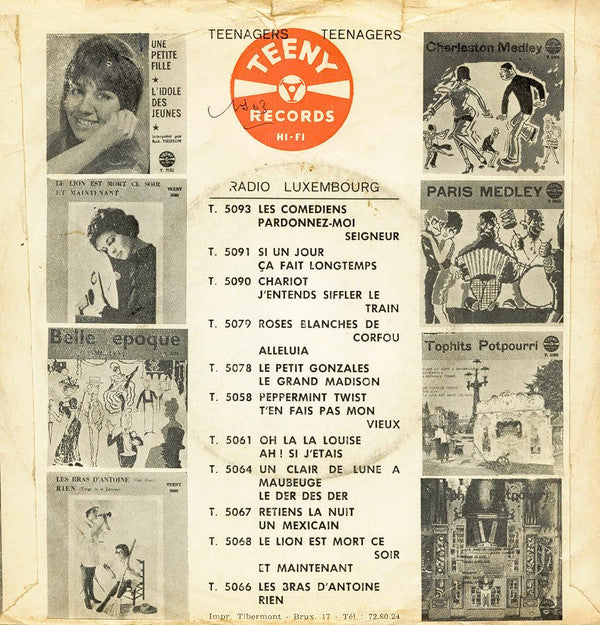 TEENAGERS TEENAGERS
TEENY
RECORDS
HI-FI
UNE
PETITE
FILLE
★
L'IDOLE
DES
JEUNES
LE LION EST MORT CE SOIR
ET MAINTENANT
TEENY
Belle epoque
LES BRAS D'ANTOINE
RIEN
TEENY
RADIO LUXEMBOURG
T. 5093 LES COMEDIENS
PARDONNEZ-MOI
SEIGNEUR
T. 5091 SI UN JOUR
ÇA FAIT LONGTEMPS
T. 5090 CHARIOT
J'ENTENDS SIFFLER LE
TRAIN
T. 5079 ROSES BLANCHES DE
CORFOU
ALLELUIA
T. 5078 LE PETIT GONZALES
LE GRAND MADISON
T. 5058 PEPPERMINT TWIST
T'EN FAIS PAS MON
VIEUX
T. 5061 OH LA LA LOUISE
AH ! SI J'ETAIS
T. 5064 UN CLAIR DE LUNE A
MAUBEUGE
LE DER DES DER
T. 5067 RETIENS LA NUIT
UN MEXICAIN
T. 5068 LE LION EST MORT CE
SOIR
ET MAINTENANT
T. 5066 LES BRAS D'ANTOINE
RIEN
Charleston Medley
PARIS MEDLEY
Tophits Potpourri
Tophits Potpourri
Impr. Tibermont - Brux. 17 - Tél. : 72.80.24